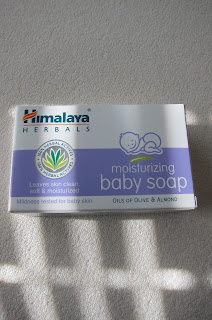 Himalaya®
HERBALS
moisturizing
baby soap
Leaves skin clean,
soft & moisturized
Mildness tested for baby skin
OILS OF OLIVE & ALMOND